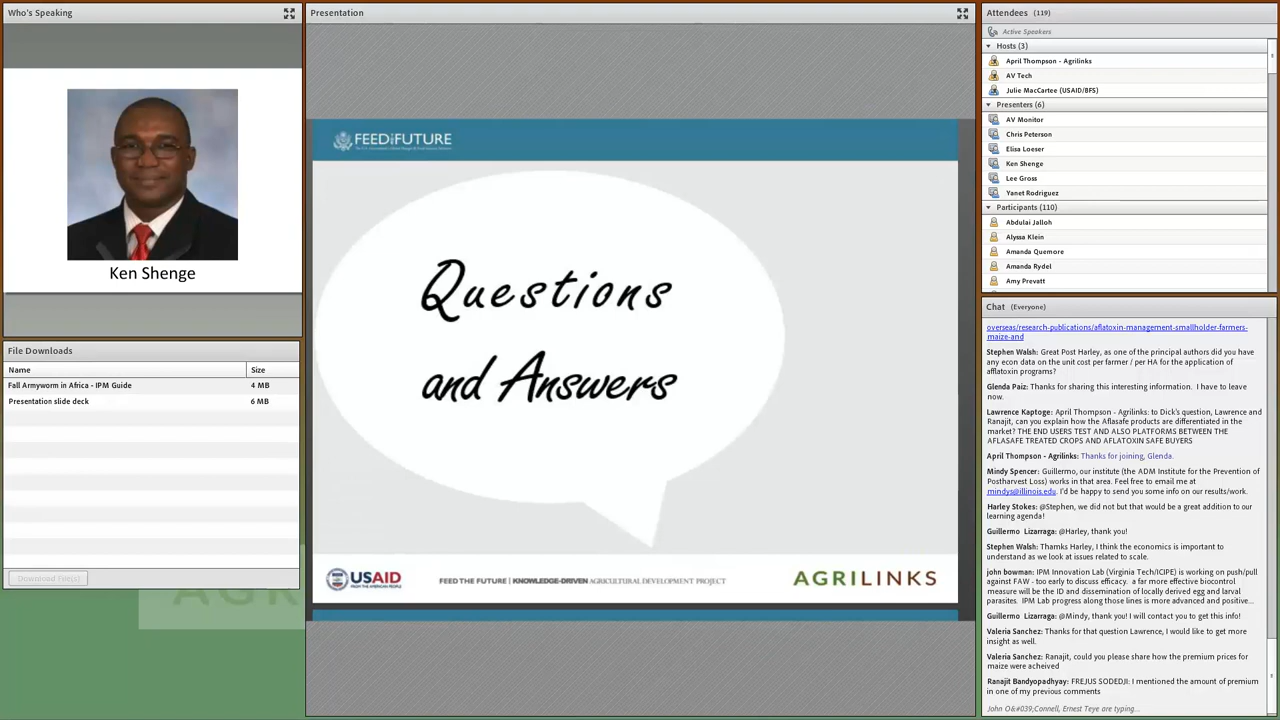 Who's Speaking
Ken Shenge
File Downloads
Name Size
Fall Armyworm in Africa - IPM Guide 4 MB
Presentation slide deck 6 MB
Download File(s)
AGRI
Presentation
FEED THE FUTURE
Questions
and Answers
USAID
FROM THE AMERICAN PEOPLE
FEED THE FUTURE | KNOWLEDGE-DRIVEN AGRICULTURAL DEVELOPMENT PROJECT
AGRILINKS
Attendees (119)
Active Speakers
Hosts (3)
April Thompson - Agrilinks
AV Tech
Julie MacCartee (USAID/BFS)
Presenters (6)
AV Monitor
Chris Peterson
Elisa Loeser
Ken Shenge
Lee Gross
Yanet Rodriguez
Participants (110)
Abdulai Jalloh
Alyssa Klein
Amanda Quemore
Amanda Rydel
Amy Prevatt
Chat (Everyone)
overseas/research-publications/aflatoxin-management-smallholder-farmers-
maize-and
Stephen Walsh: Great Post Harley, as one of the principal authors did you have
any econ data on the unit cost per farmer / per HA for the application of
afflatoxin programs?
Glenda Paiz: Thanks for sharing this interesting information. I have to leave
now.
Lawrence Kaptoge: April Thompson - Agrilinks: to Dick's question, Lawrence and
Ranajit, can you explain how the Aflasafe products are differentiated in the
market? THE END USERS TEST AND ALSO PLATFORMS BETWEEN THE
AFLASAFE TREATED CROPS AND AFLATOXIN SAFE BUYERS
April Thompson - Agrilinks: Thanks for joining, Glenda.
Mindy Spencer: Guillermo, our institute (the ADM Institute for the Prevention of
Postharvest Loss) works in that area. Feel free to email me at
mindys@illinois.edu. I'd be happy to send you some info on our results/work.
Harley Stokes: @Stephen, we did not but that would be a great addition to our
learning agenda!
Guillermo Lizarraga: @Harley, thank you!
Stephen Walsh: Thamks Harley, I think the economics is important to
understand as we look at issues related to scale.
john bowman: IPM Innovation Lab (Virginia Tech/ICIPE) is working on push/pull
against FAW - too early to discuss efficacy. a far more effective biocontrol
measure will be the ID and dissemination of locally derived egg and larval
parasites. IPM Lab progress along those lines is more advanced and positive...
Guillermo Lizarraga: @Mindy, thank you! I will contact you to get this info!
Valeria Sanchez: Thanks for that question Lawrence, I would like to get more
insight as well.
Valeria Sanchez: Ranajit, could you please share how the premium prices for
maize were acheived
Ranajit Bandyopadhyay: FREJUS SODEDJI: I mentioned the amount of premium
in one of my previous comments
John O&#039;Connell, Ernest Teye are typing...